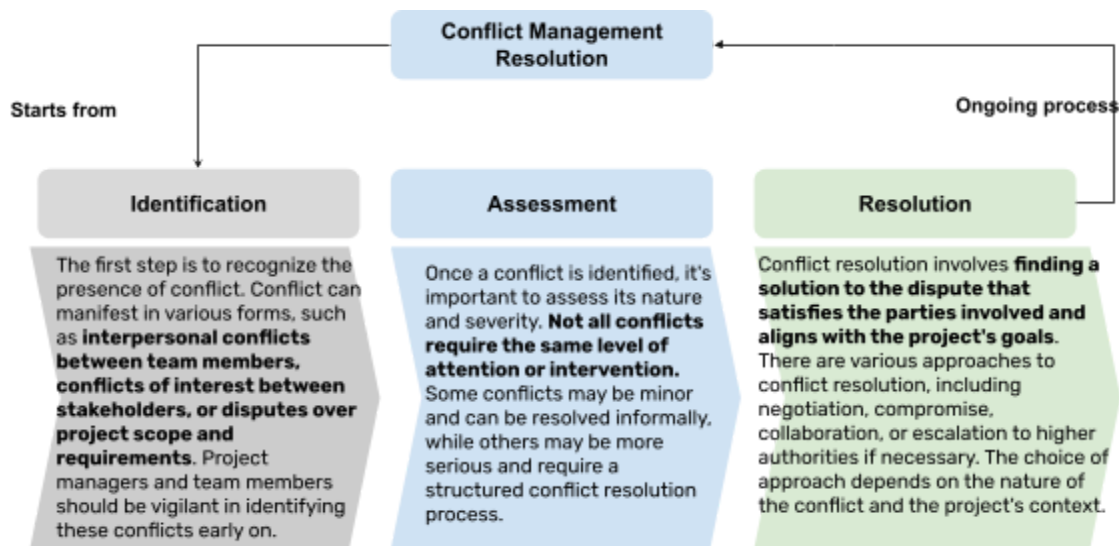 Conflict Management
Resolution
Starts from
Ongoing process
Identification
The first step is to recognize the
presence of conflict. Conflict can
manifest in various forms, such
as interpersonal conflicts
between team members,
conflicts of interest between
stakeholders, or disputes over
project scope and
requirements. Project
managers and team members
should be vigilant in identifying
these conflicts early on.
Assessment
Once a conflict is identified, it's
important to assess its nature
and severity. Not all conflicts
require the same level of
attention or intervention.
Some conflicts may be minor
and can be resolved informally,
while others may be more
serious and require a
structured conflict resolution
process.
Resolution
Conflict resolution involves finding a
solution to the dispute that
satisfies the parties involved and
aligns with the project's goals.
There are various approaches to
conflict resolution, including
negotiation, compromise,
collaboration, or escalation to higher
authorities if necessary. The choice of
approach depends on the nature of
the conflict and the project's context.